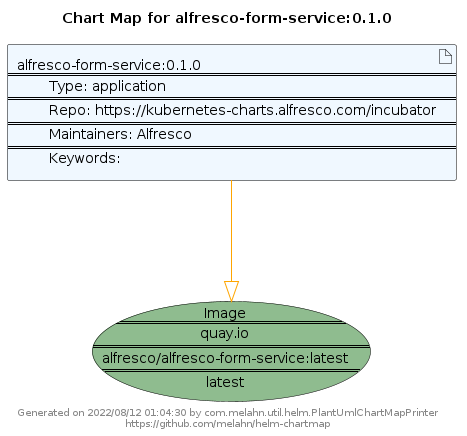 Chart Map for alfresco-form-service:0.1.0
alfresco-form-service:0.1.0
Type: application
Repo: https://kubernetes-charts.alfresco.com/incubator
Maintainers: Alfresco
Keywords:
Image
quay.io
alfresco/alfresco-form-service:latest
latest
Generated on 2022/08/12 01:04:30 by com.melahn.util.helm.PlantUmlChartMapPrinter
https://github.com/melahn/helm-chartmap